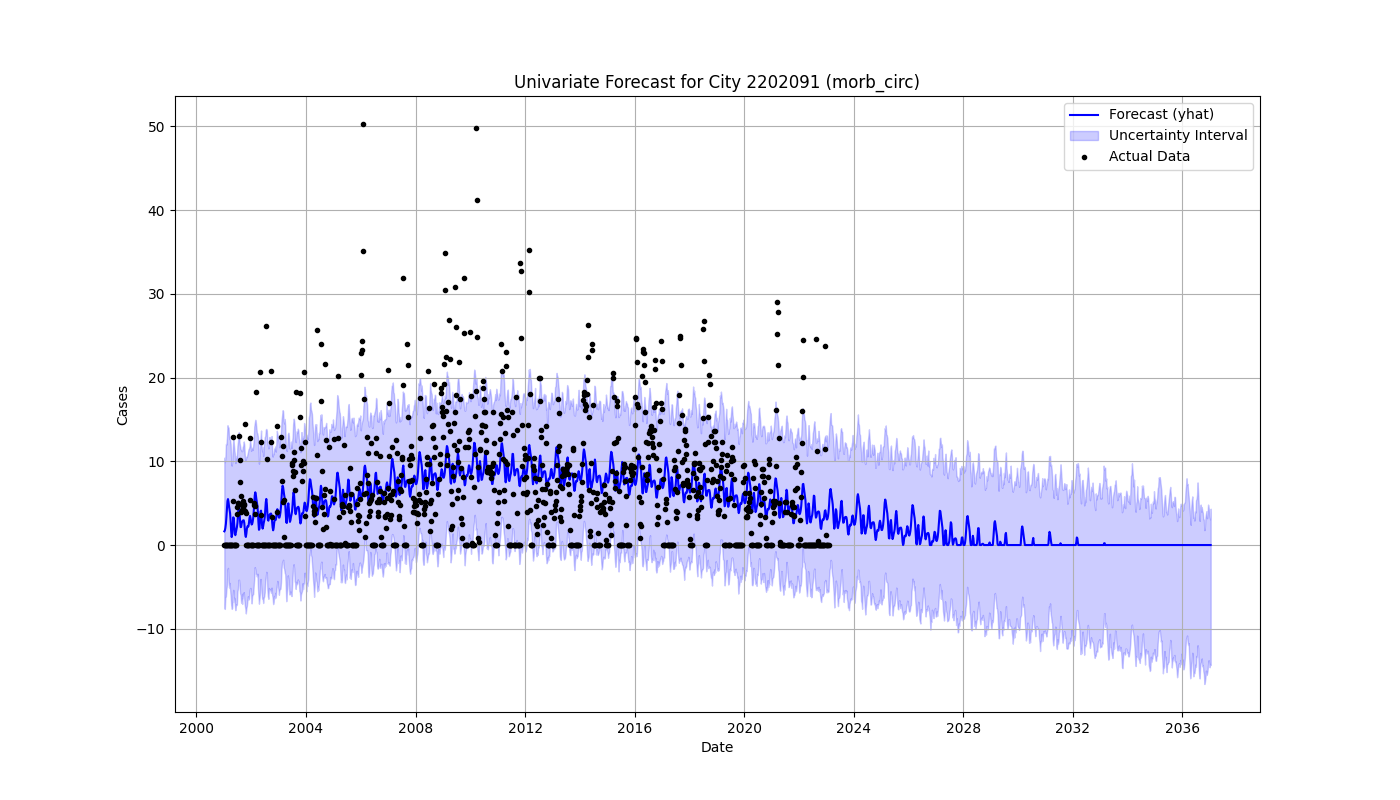 Univariate Forecast for City 2202091 (morb_circ)
Forecast (yhat)
Uncertainty Interval
Actual Data
50
40
30
20
10
0
−10
Cases
2000 2004 2008 2012 2016 2020 2024 2028 2032 2036
Date